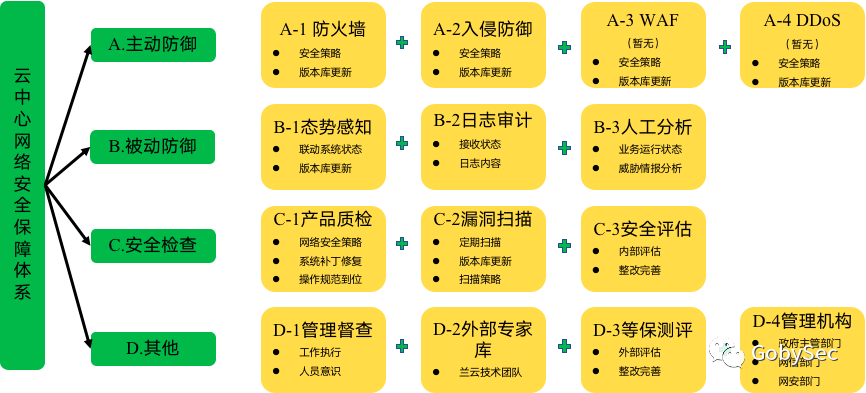 云中心网络安全保障体系
A.主动防御
A-1 防火墙
安全策略
版本库更新
A-2入侵防御
安全策略
版本库更新
A-3 WAF
（暂无）
安全策略
版本库更新
A-4 DDoS
（暂无）
安全策略
版本库更新
B.被动防御
B-1态势感知
联动系统状态
版本库更新
B-2日志审计
接收状态
日志内容
B-3人工分析
业务运行状态
威胁情报分析
C.安全检查
C-1产品质检
网络安全策略
系统补丁修复
操作规范到位
C-2漏洞扫描
定期扫描
版本库更新
扫描策略
C-3安全评估
内部评估
整改完善
D.其他
D-1管理督查
工作执行
人员意识
D-2外部专家
库
兰云技术团队
D-3等保测评
外部评估
整改完善
D-4管理机构
政府主管部门
网信部门
网安部门
GobySec